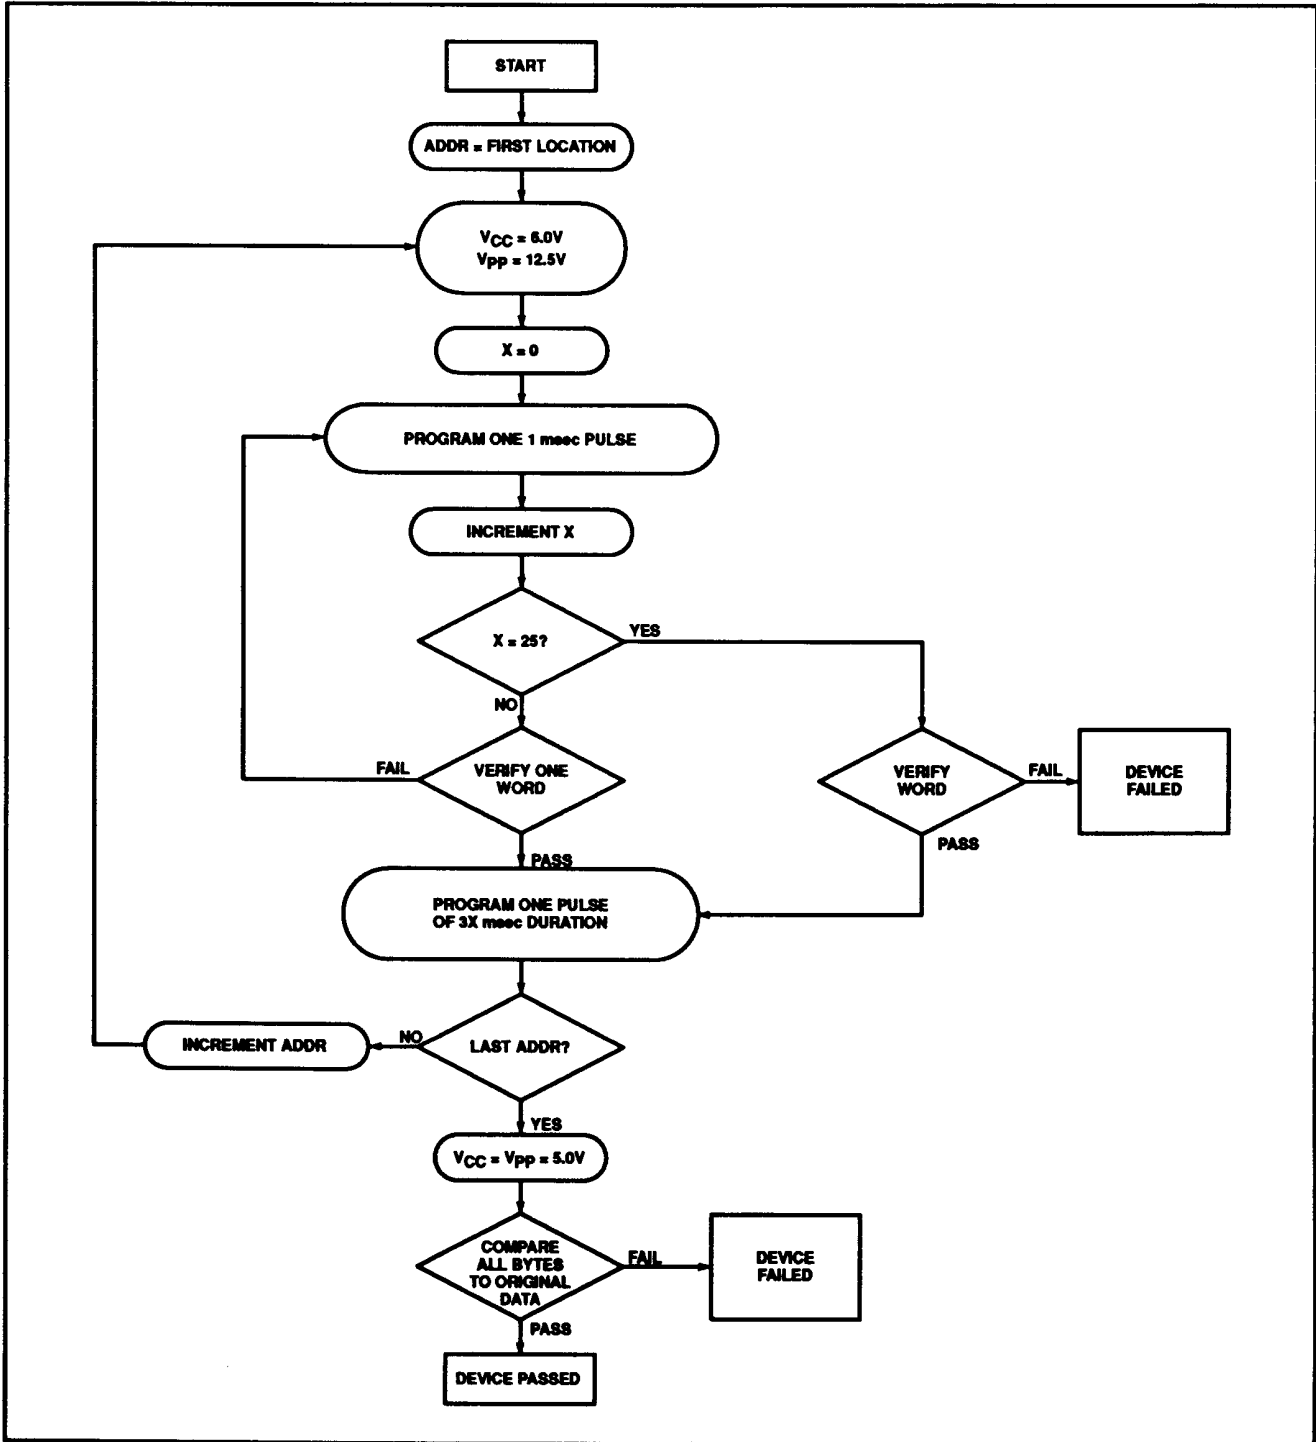 START
ADDR = FIRST LOCATION
VCC = 6.0V
VPP = 12.5V
X = 0
PROGRAM ONE 1 msec PULSE
INCREMENT X
X = 25?
YES
NO
VERIFY ONE
WORD
FAIL
VERIFY
WORD
FAIL
DEVICE
FAILED
PASS
PASS
PROGRAM ONE PULSE
OF 3X msec DURATION
LAST ADDR?
NO
INCREMENT ADDR
YES
VCC = VPP = 5.0V
COMPARE
ALL BYTES
TO ORIGINAL
DATA
FAIL
DEVICE
FAILED
PASS
DEVICE PASSED